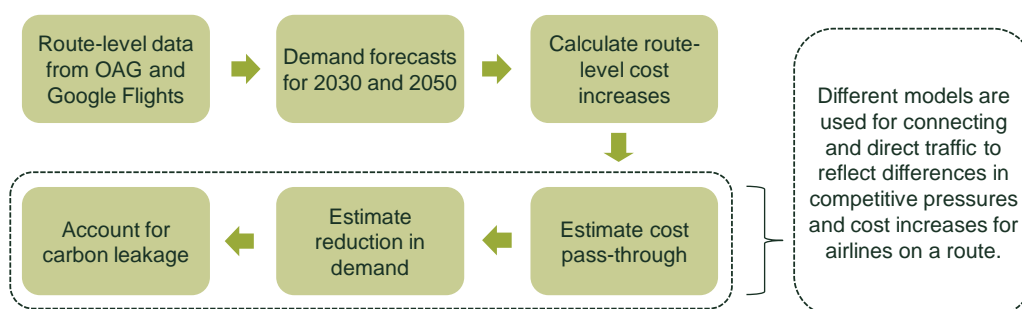 Route-level data
from OAG and
Google Flights
Demand forecasts
for 2030 and 2050
Calculate route-
level cost
increases
Different models are
used for connecting
and direct traffic to
reflect differences in
competitive pressures
and cost increases for
airlines on a route.
Estimate cost
pass-through
Estimate
reduction in
demand
Account for
carbon leakage